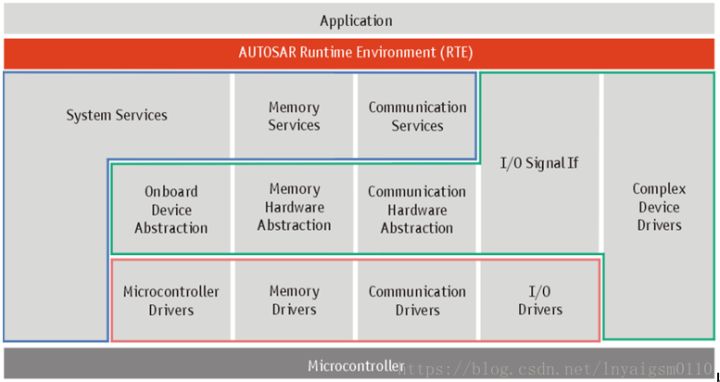 Application
AUTOSAR Runtime Environment (RTE)
System Services
Memory
Services
Communication
Services
I/O Signal If
Complex
Device
Drivers
Onboard
Device
Abstraction
Memory
Hardware
Abstraction
Communication
Hardware
Abstraction
Microcontroller
Drivers
Memory
Drivers
Communication
Drivers
I/O
Drivers
Microcontroller
https://blog.csdn.net/lnyaigsm0110